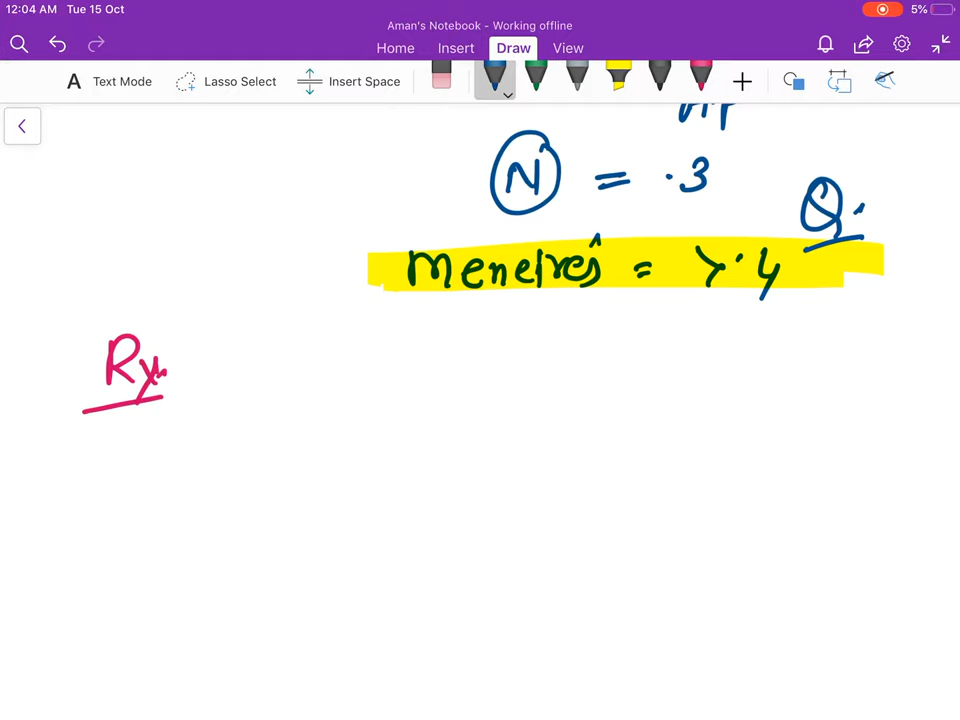 12:04 AM Tue 15 Oct 5%
Aman's Notebook - Working offline
Home Insert Draw View
A Text Mode Lasso Select Insert Space
N = .3
Q.
= >.4
Rx